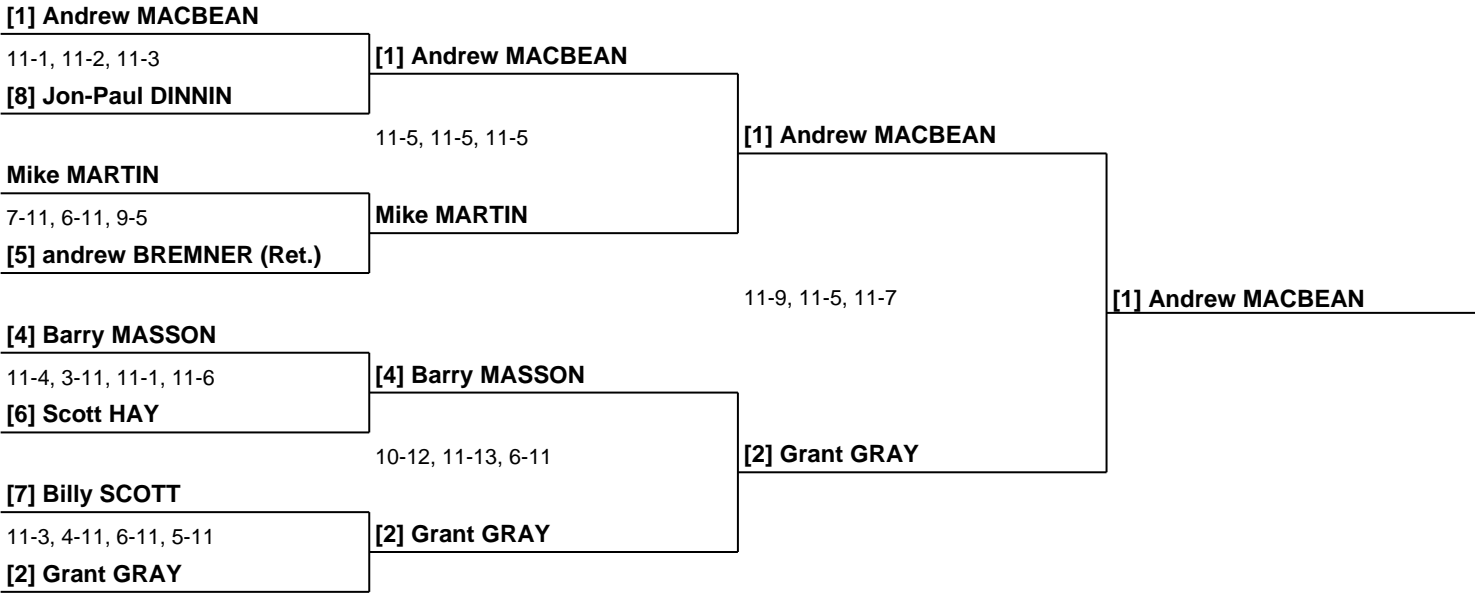 [1] Andrew MACBEAN
11-1, 11-2, 11-3
[8] Jon-Paul DINNIN
Mike MARTIN
7-11, 6-11, 9-5
[5] andrew BREMNER (Ret.)
[4] Barry MASSON
11-4, 3-11, 11-1, 11-6
[6] Scott HAY
[7] Billy SCOTT
11-3, 4-11, 6-11, 5-11
[2] Grant GRAY
[1] Andrew MACBEAN
11-5, 11-5, 11-5
Mike MARTIN
[4] Barry MASSON
10-12, 11-13, 6-11
[2] Grant GRAY
[1] Andrew MACBEAN
11-9, 11-5, 11-7
[2] Grant GRAY
[1] Andrew MACBEAN